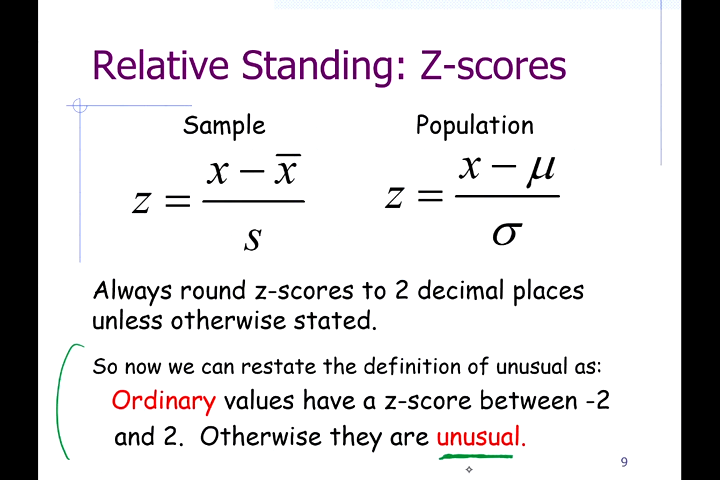 Relative Standing: Z-scores
Sample
Population
z = (x − x̄) / s
z = (x − μ) / σ
Always round z-scores to 2 decimal places
unless otherwise stated.
So now we can restate the definition of unusual as:
Ordinary values have a z-score between -2
and 2. Otherwise they are unusual.
9